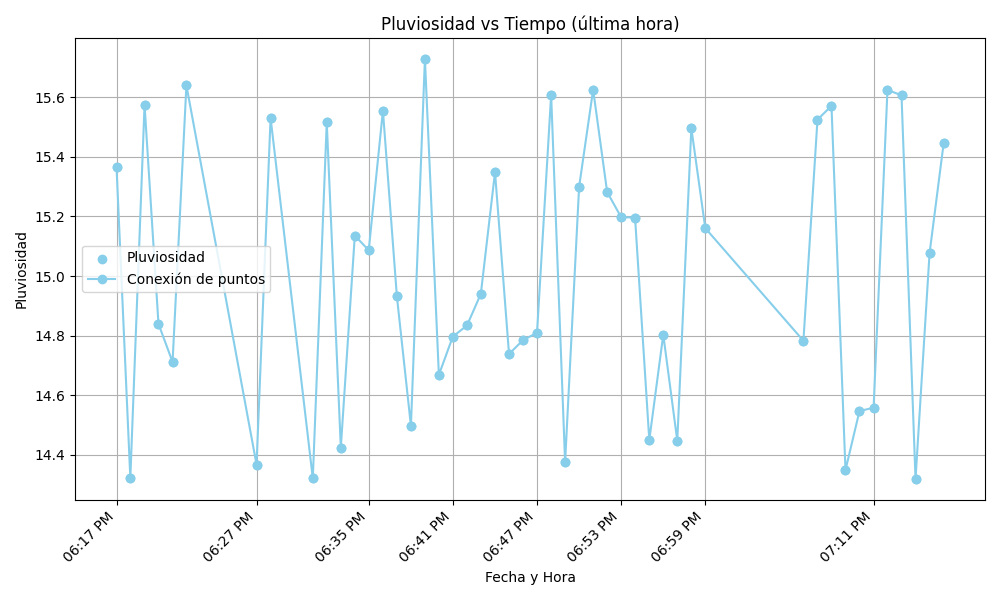 Pluviosidad vs Tiempo (última hora)
Pluviosidad
15.6
15.4
15.2
15.0
14.8
14.6
14.4
Pluviosidad
Conexión de puntos
06:17 PM
06:27 PM
06:35 PM
06:41 PM
06:47 PM
06:53 PM
06:59 PM
07:11 PM
Fecha y Hora